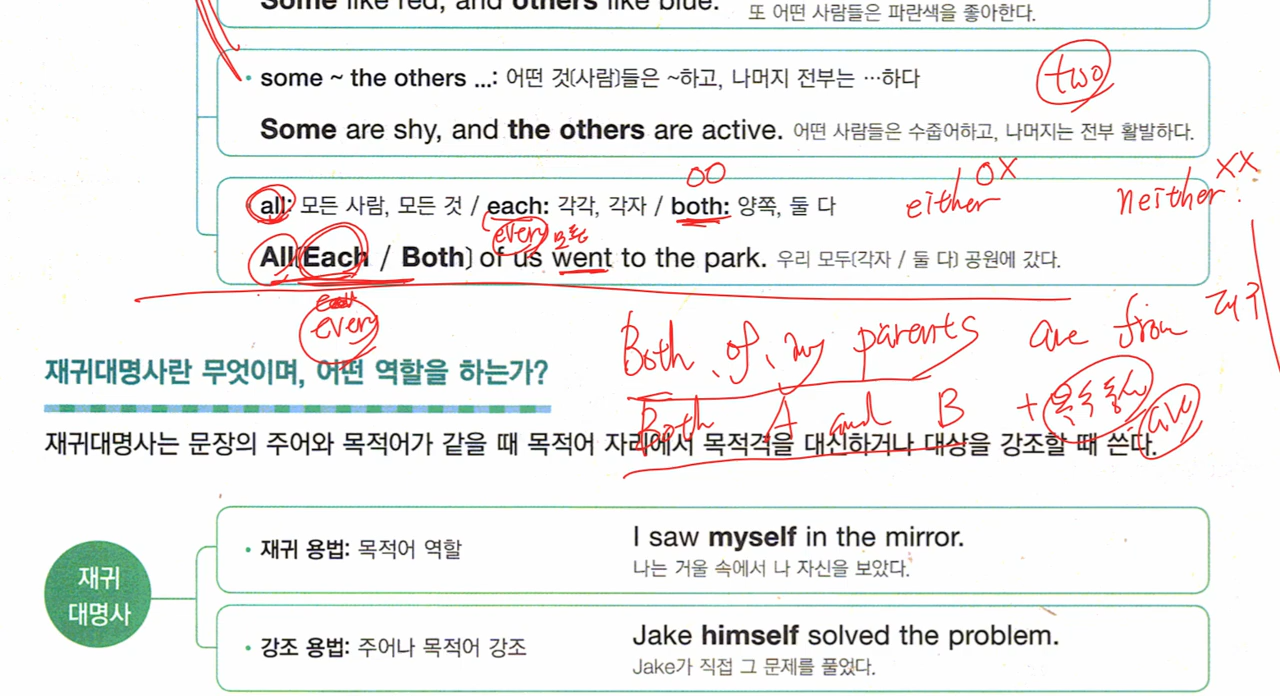 Some like red, and others like blue. 또 어떤 사람들은 파란색을 좋아한다.
• some ~ the others ...: 어떤 것(사람)들은 ~하고, 나머지 전부는 …하다
two
Some are shy, and the others are active. 어떤 사람들은 수줍어하고, 나머지는 전부 활발하다.
OO
OX
XX
all: 모든 사람, 모든 것 / each: 각각, 각자 / both: 양쪽, 둘 다
either
neither
every 모든
All(Each / Both) of us went to the park. 우리 모두(각자 / 둘 다) 공원에 갔다.
every
Both of my parents are from 대구
재귀대명사란 무엇이며, 어떤 역할을 하는가?
Both A and B + 복수동사
are
재귀대명사는 문장의 주어와 목적어가 같을 때 목적어 자리에서 목적격을 대신하거나 대상을 강조할 때 쓴다.
재귀
대명사
• 재귀 용법: 목적어 역할
I saw myself in the mirror.
나는 거울 속에서 나 자신을 보았다.
• 강조 용법: 주어나 목적어 강조
Jake himself solved the problem.
Jake가 직접 그 문제를 풀었다.